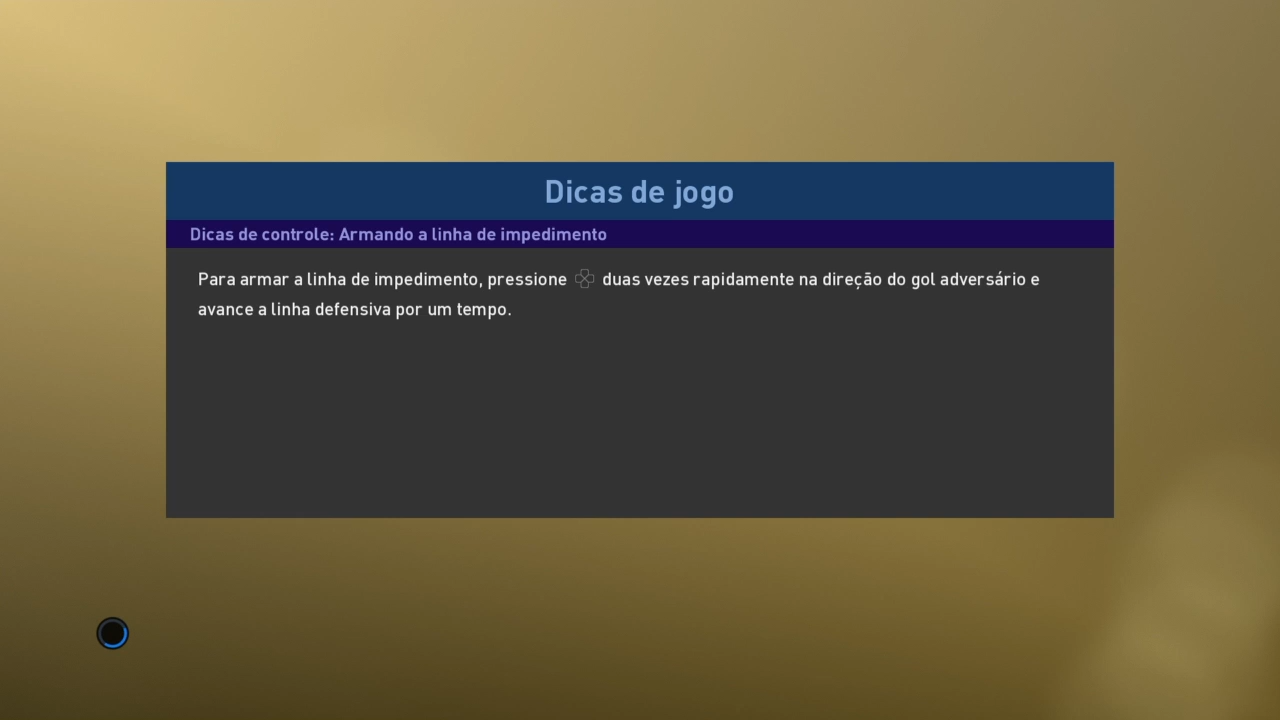 Dicas de jogo
Dicas de controle: Armando a linha de impedimento
Para armar a linha de impedimento, pressione duas vezes rapidamente na direção do gol adversário e
avance a linha defensiva por um tempo.